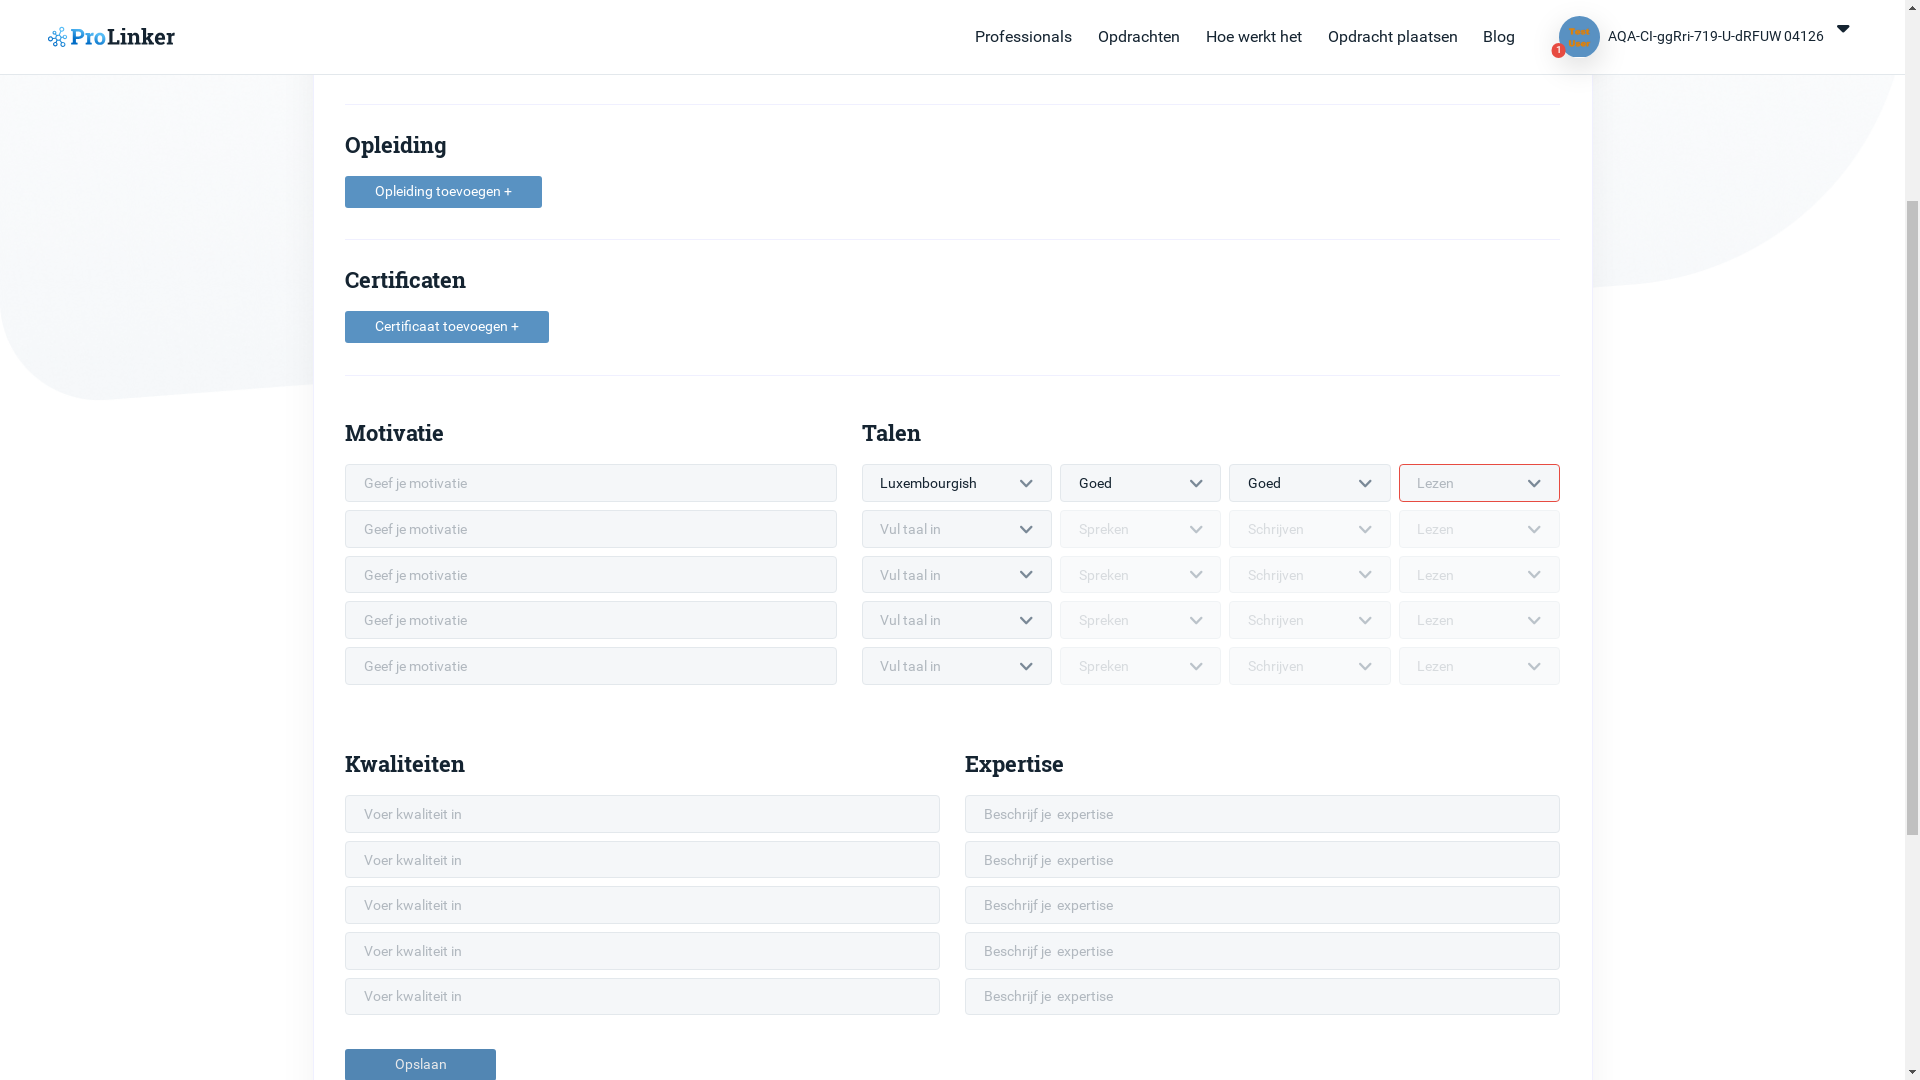 ProLinker
Professionals Opdrachten Hoe werkt het Opdracht plaatsen Blog
Test
User
1
AQA-CI-ggRri-719-U-dRFUW 04126
Opleiding
Opleiding toevoegen +
Certificaten
Certificaat toevoegen +
Motivatie
Geef je motivatie
Geef je motivatie
Geef je motivatie
Geef je motivatie
Geef je motivatie
Talen
Luxembourgish Goed Goed Lezen
Vul taal in Spreken Schrijven Lezen
Vul taal in Spreken Schrijven Lezen
Vul taal in Spreken Schrijven Lezen
Vul taal in Spreken Schrijven Lezen
Kwaliteiten
Voer kwaliteit in
Voer kwaliteit in
Voer kwaliteit in
Voer kwaliteit in
Voer kwaliteit in
Expertise
Beschrijf je expertise
Beschrijf je expertise
Beschrijf je expertise
Beschrijf je expertise
Beschrijf je expertise
Opslaan